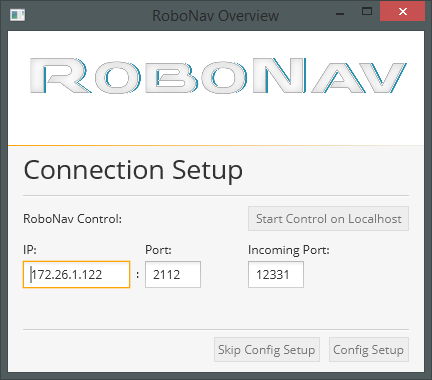 RoboNav Overview
RoboNav
Connection Setup
RoboNav Control: Start Control on Localhost
IP: Port: Incoming Port:
172.26.1.122 : 2112 12331
Skip Config Setup Config Setup